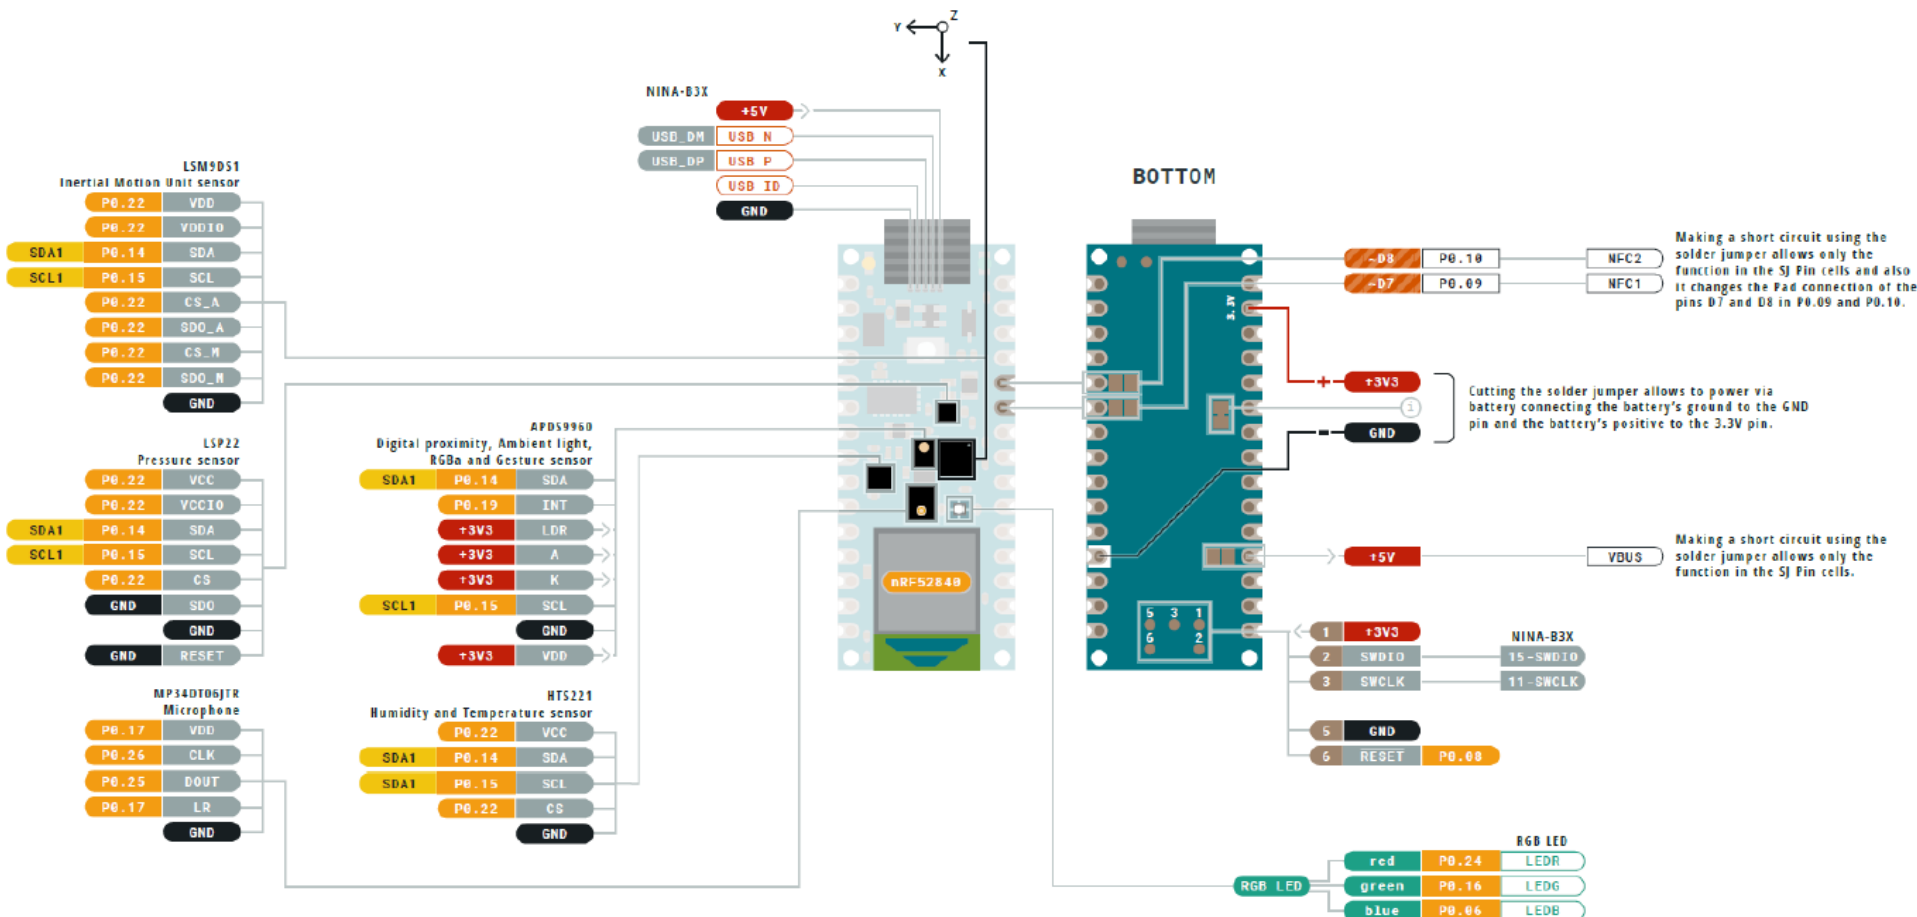 Z
Y
X
NINA-B3X
+5V
USB_DM USB N
USB_DP USB P
USB ID
GND
LSM9DS1
Inertial Motion Unit sensor
P0.22 VDD
P0.22 VDDIO
SDA1 P0.14 SDA
SCL1 P0.15 SCL
P0.22 CS_A
P0.22 SDO_A
P0.22 CS_M
P0.22 SDO_M
GND
LSP22
Pressure sensor
P0.22 VCC
P0.22 VCCIO
SDA1 P0.14 SDA
SCL1 P0.15 SCL
P0.22 CS
GND SDO
GND
GND RESET
MP34DT06JTR
Microphone
P0.17 VDD
P0.26 CLK
P0.25 DOUT
P0.17 LR
GND
APDS9960
Digital proximity, Ambient light,
RGBa and Gesture sensor
SDA1 P0.14 SDA
P0.19 INT
+3V3 LDR
+3V3 A
+3V3 K
SCL1 P0.15 SCL
GND
+3V3 VDD
HTS221
Humidity and Temperature sensor
P0.22 VCC
SDA1 P0.14 SDA
SDA1 P0.15 SCL
P0.22 CS
GND
nRF52840
BOTTOM
3.3V
5 3 1
6 2
~D8 P0.10 NFC2
~D7 P0.09 NFC1
Making a short circuit using the
solder jumper allows only the
function in the SJ Pin cells and also
it changes the Pad connection of the
pins D7 and D8 in P0.09 and P0.10.
+ +3V3
i
- GND
Cutting the solder jumper allows to power via
battery connecting the battery's ground to the GND
pin and the battery's positive to the 3.3V pin.
+5V VBUS
Making a short circuit using the
solder jumper allows only the
function in the SJ Pin cells.
NINA-B3X
1 +3V3
2 SWDIO 15-SWDIO
3 SWCLK 11-SWCLK
5 GND
6 RESET P0.08
RGB LED
RGB LED
red P0.24 LEDR
green P0.16 LEDG
blue P0.06 LEDB